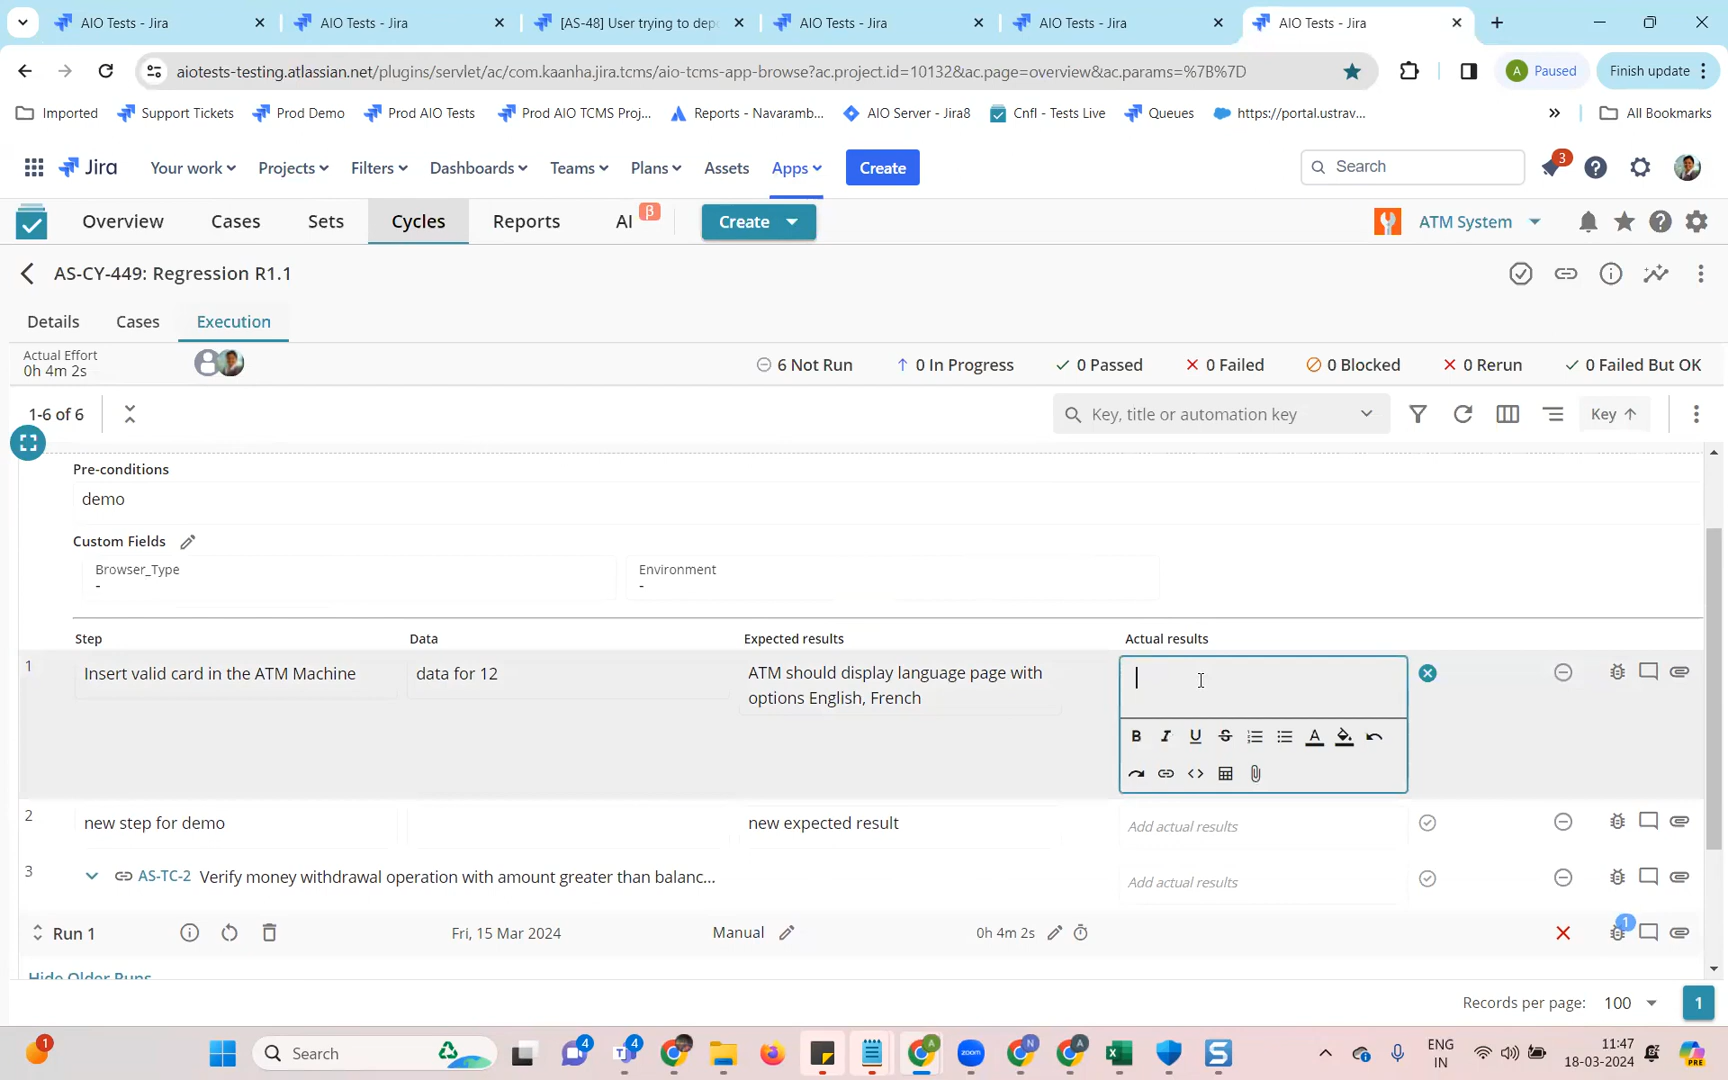 AIO Tests - Jira
AIO Tests - Jira
[AS-48] User trying to dep
AIO Tests - Jira
AIO Tests - Jira
AIO Tests - Jira
aiotests-testing.atlassian.net/plugins/servlet/ac/com.kaanha.jira.tcms/aio-tcms-app-browse?ac.project.id=10132&ac.page=overview&ac.params=%7B%7D
A
Paused
Finish update
Imported
Support Tickets
Prod Demo
Prod AIO Tests
Prod AIO TCMS Proj...
Reports - Navaramb...
AIO Server - Jira8
Cnfl - Tests Live
Queues
https://portal.ustrav...
All Bookmarks
Jira
Your work
Projects
Filters
Dashboards
Teams
Plans
Assets
Apps
Create
Search
3
Overview
Cases
Sets
Cycles
Reports
AI
β
Create
ATM System
AS-CY-449: Regression R1.1
Details
Cases
Execution
Actual Effort
0h 4m 2s
6 Not Run
0 In Progress
0 Passed
0 Failed
0 Blocked
0 Rerun
0 Failed But OK
1-6 of 6
Key, title or automation key
Key
Pre-conditions
demo
Custom Fields
Browser_Type
-
Environment
-
Step
Data
Expected results
Actual results
1
Insert valid card in the ATM Machine
data for 12
ATM should display language page with
options English, French
2
new step for demo
new expected result
Add actual results
3
AS-TC-2
Verify money withdrawal operation with amount greater than balanc...
Add actual results
Run 1
Fri, 15 Mar 2024
Manual
0h 4m 2s
1
Hide Older Runs
Records per page:
100
1
1
Search
4
4
A
zoom
N
A
S
ENG
IN
11:47
18-03-2024
PRE